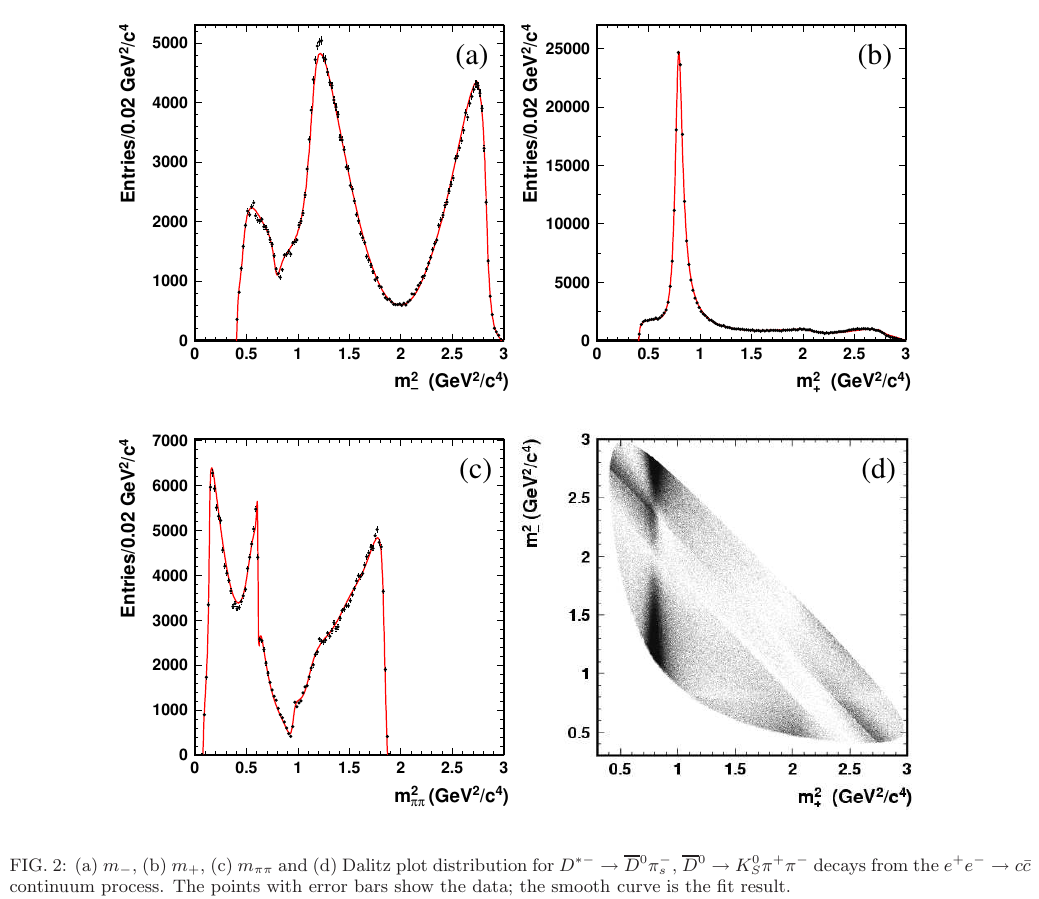 (a)
Entries/0.02 GeV²/c⁴
5000
4000
3000
2000
1000
0
0 0.5 1 1.5 2 2.5 3
m²₋ (GeV²/c⁴)
(b)
Entries/0.02 GeV²/c⁴
25000
20000
15000
10000
5000
0
0 0.5 1 1.5 2 2.5 3
m²₊ (GeV²/c⁴)
(c)
Entries/0.02 GeV²/c⁴
7000
6000
5000
4000
3000
2000
1000
0
0 0.5 1 1.5 2 2.5 3
m²ππ (GeV²/c⁴)
(d)
m²₋ (GeV²/c⁴)
3
2.5
2
1.5
1
0.5
0.5 1 1.5 2 2.5 3
m²₊ (GeV²/c⁴)
FIG. 2: (a) m₋, (b) m₊, (c) mππ and (d) Dalitz plot distribution for D*⁻ → D̅⁰πₛ⁻, D̅⁰ → K⁰_Sπ⁺π⁻ decays from the e⁺e⁻ → cc̄
continuum process. The points with error bars show the data; the smooth curve is the fit result.